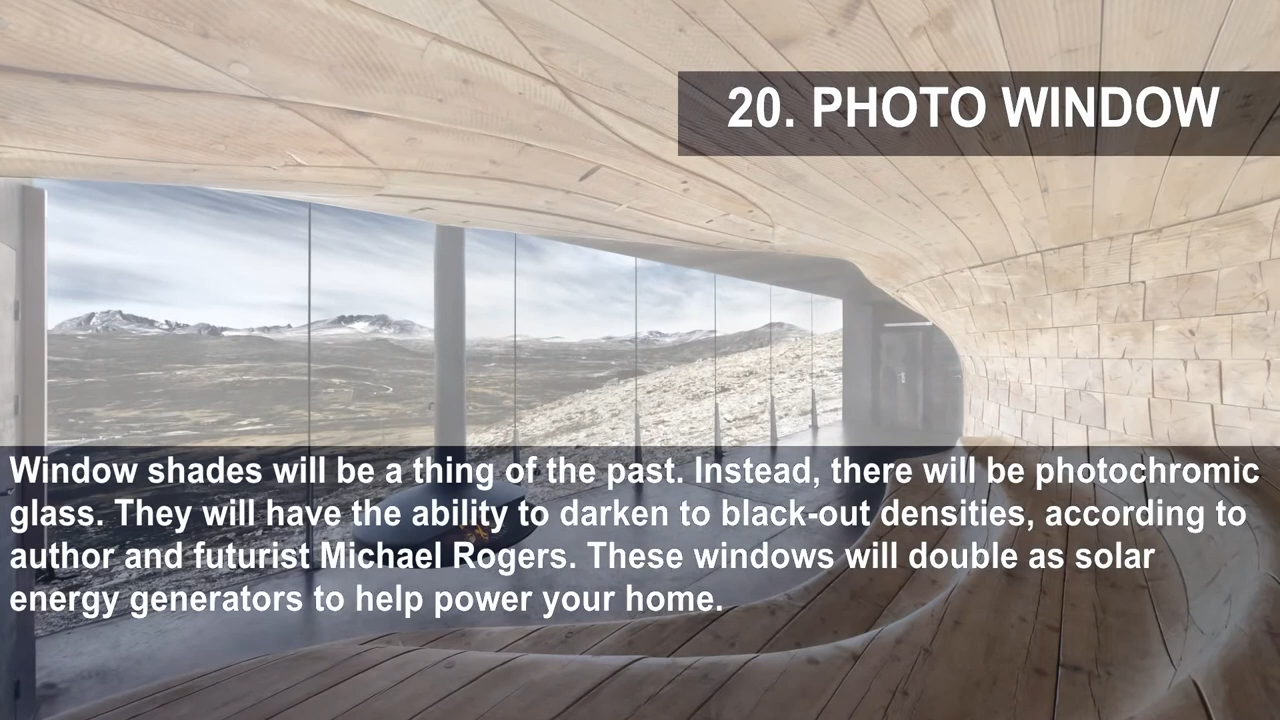 20. PHOTO WINDOW
Window shades will be a thing of the past. Instead, there will be photochromic
glass. They will have the ability to darken to black-out densities, according to
author and futurist Michael Rogers. These windows will double as solar
energy generators to help power your home.